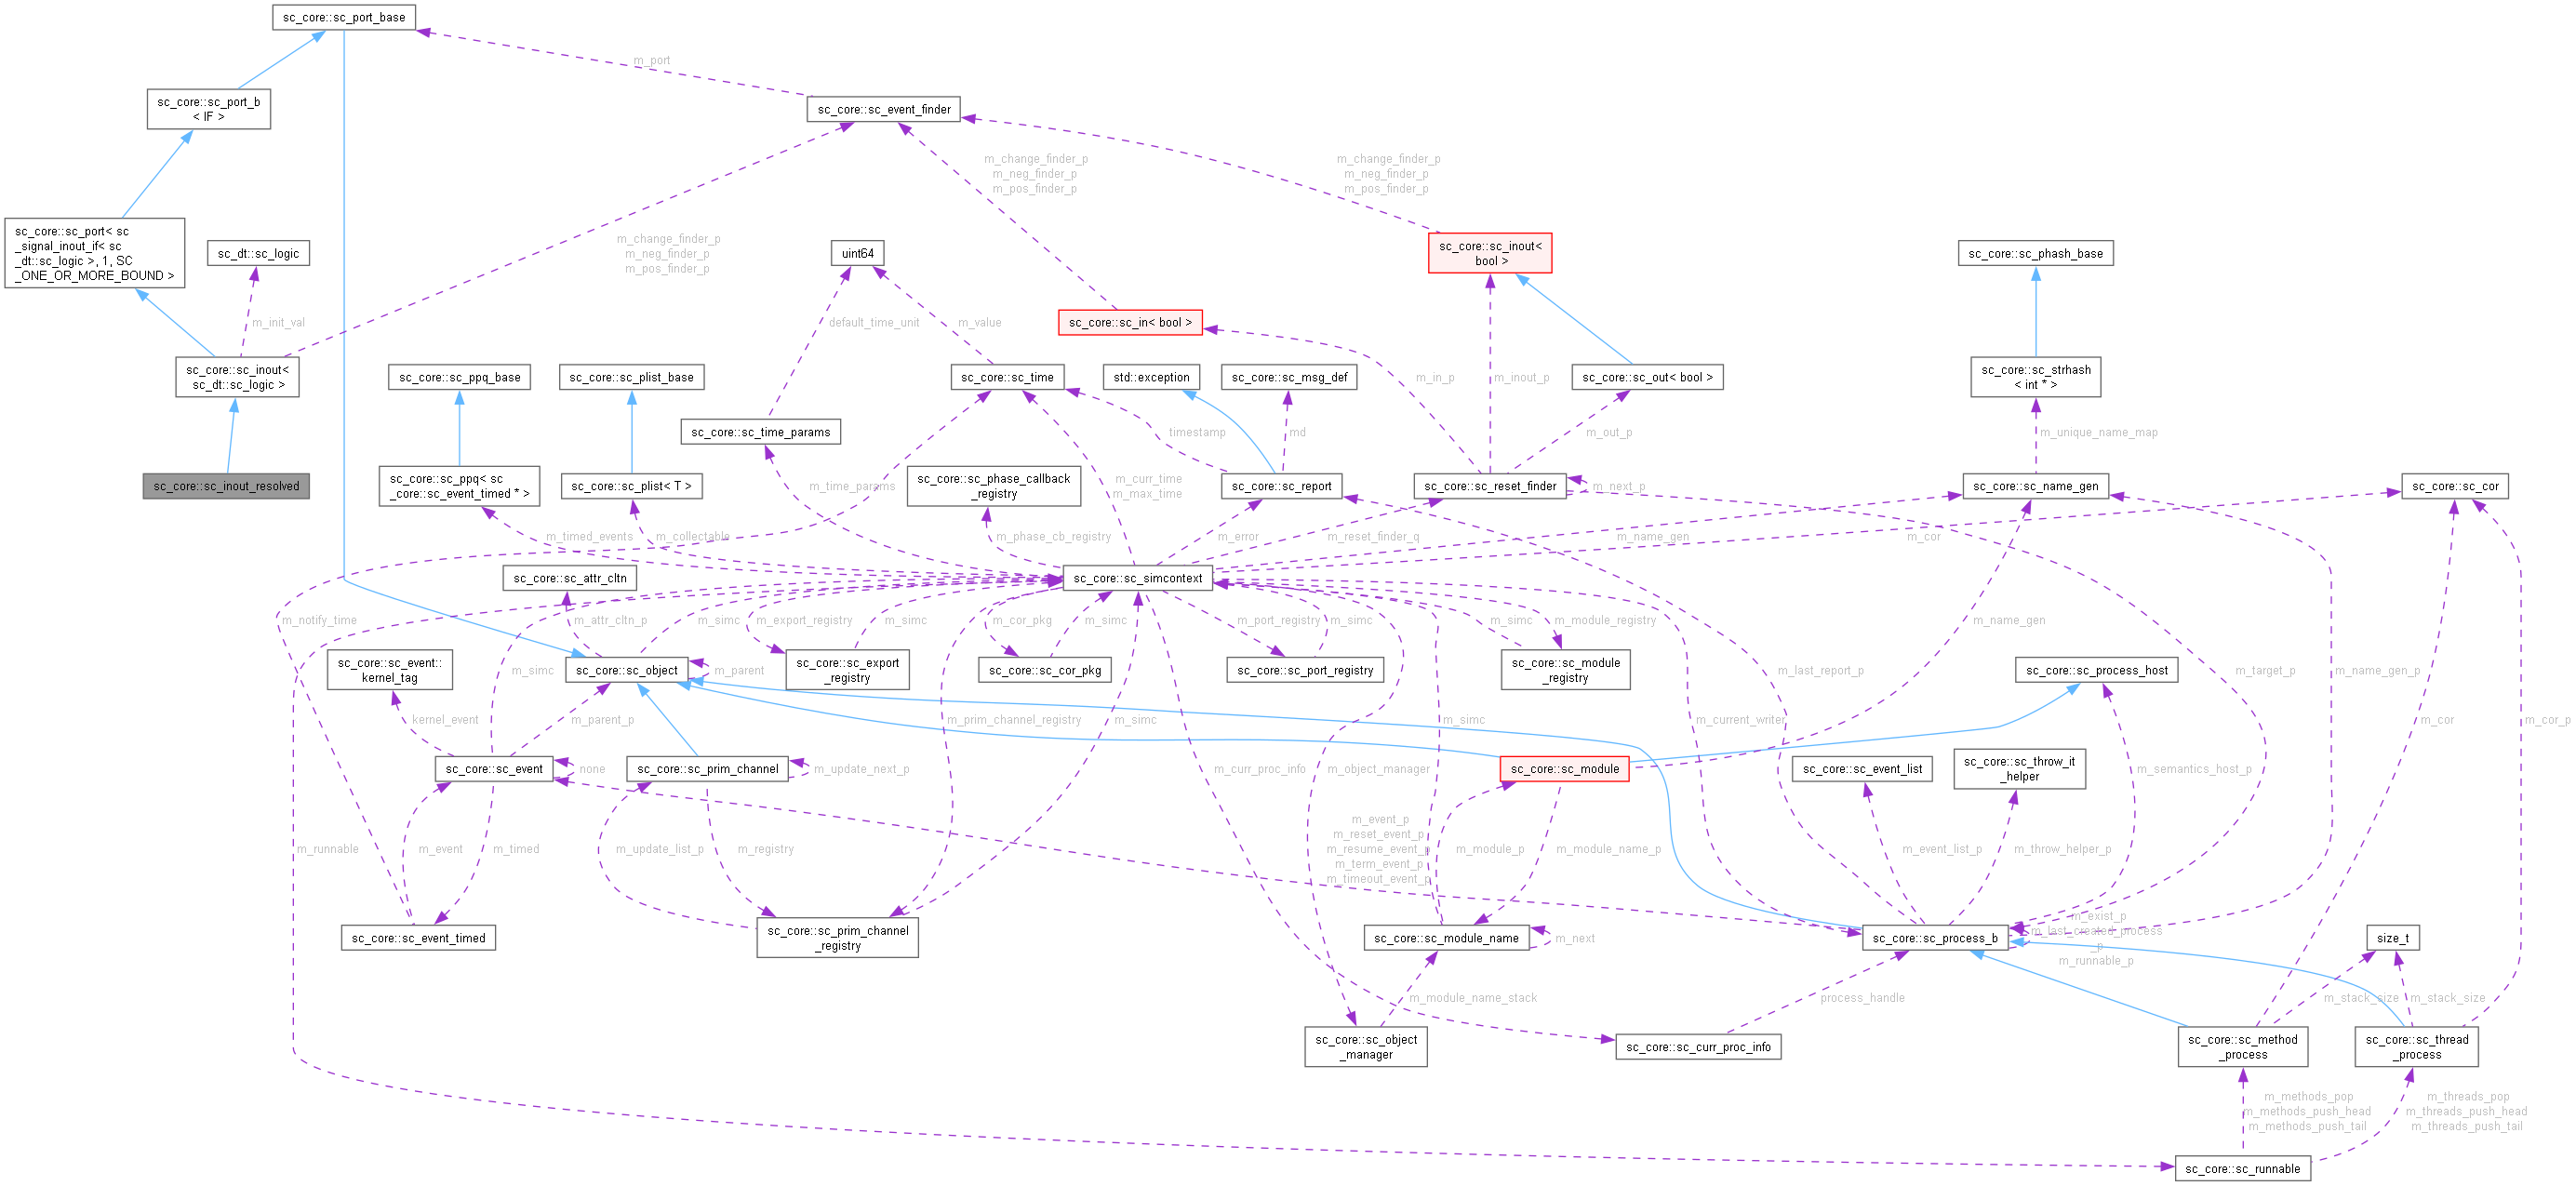 sc_core::sc_port_base
m_port
sc_core::sc_port_b
< IF >
sc_core::sc_event_finder
m_change_finder_p
m_neg_finder_p
m_pos_finder_p
m_change_finder_p
m_neg_finder_p
m_pos_finder_p
sc_core::sc_port< sc
_signal_inout_if< sc
_dt::sc_logic >, 1, SC
_ONE_OR_MORE_BOUND >
sc_dt::sc_logic
m_change_finder_p
m_neg_finder_p
m_pos_finder_p
uint64
sc_core::sc_inout<
bool >
sc_core::sc_phash_base
m_init_val
default_time_unit
m_value
sc_core::sc_in< bool >
sc_core::sc_inout<
sc_dt::sc_logic >
sc_core::sc_ppq_base
sc_core::sc_plist_base
sc_core::sc_time
std::exception
sc_core::sc_msg_def
m_in_p
m_inout_p
sc_core::sc_out< bool >
sc_core::sc_strhash
< int * >
sc_core::sc_time_params
timestamp
md
m_out_p
m_unique_name_map
sc_core::sc_inout_resolved
sc_core::sc_ppq< sc
_core::sc_event_timed * >
sc_core::sc_plist< T >
m_time_params
sc_core::sc_phase_callback
_registry
m_curr_time
m_max_time
sc_core::sc_report
sc_core::sc_reset_finder
m_next_p
sc_core::sc_name_gen
sc_core::sc_cor
m_timed_events
m_collectable
m_phase_cb_registry
m_error
m_reset_finder_q
m_name_gen
m_cor
sc_core::sc_attr_cltn
sc_core::sc_simcontext
m_notify_time
m_attr_cltn_p
m_simc
m_export_registry
m_simc
m_cor_pkg
m_simc
m_port_registry
m_simc
m_simc
m_module_registry
m_name_gen
sc_core::sc_event::
kernel_tag
m_simc
sc_core::sc_object
m_parent
sc_core::sc_export
_registry
sc_core::sc_cor_pkg
sc_core::sc_port_registry
sc_core::sc_module
_registry
m_last_report_p
sc_core::sc_process_host
m_target_p
m_name_gen_p
kernel_event
m_parent_p
m_prim_channel_registry
m_simc
m_simc
m_current_writer
m_cor
m_cor_p
sc_core::sc_event
none
sc_core::sc_prim_channel
m_update_next_p
m_curr_proc_info
m_object_manager
sc_core::sc_module
sc_core::sc_event_list
sc_core::sc_throw_it
_helper
m_semantics_host_p
m_runnable
m_event
m_timed
m_update_list_p
m_registry
m_event_p
m_reset_event_p
m_resume_event_p
m_term_event_p
m_timeout_event_p
m_module_p
m_module_name_p
m_event_list_p
m_throw_helper_p
sc_core::sc_event_timed
sc_core::sc_prim_channel
_registry
sc_core::sc_module_name
m_next
sc_core::sc_process_b
m_exist_p
m_last_created_process
_p
m_runnable_p
size_t
m_module_name_stack
process_handle
m_stack_size
m_stack_size
sc_core::sc_object
_manager
sc_core::sc_curr_proc_info
sc_core::sc_method
_process
sc_core::sc_thread
_process
m_methods_pop
m_methods_push_head
m_methods_push_tail
m_threads_pop
m_threads_push_head
m_threads_push_tail
sc_core::sc_runnable